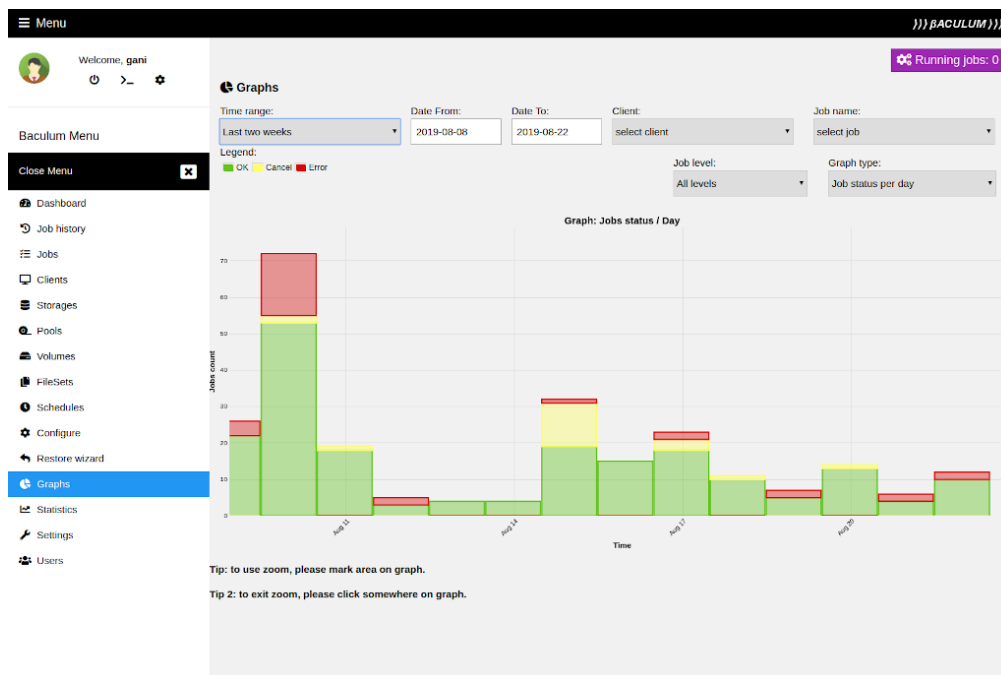 Menu
⟩⟩⟩ βACULUM ⟩⟩⟩
Welcome, gani
Running jobs: 0
Baculum Menu
Close Menu
Dashboard
Job history
Jobs
Clients
Storages
Pools
Volumes
FileSets
Schedules
Configure
Restore wizard
Graphs
Statistics
Settings
Users
Graphs
Time range:
Date From:
Date To:
Client:
Job name:
Last two weeks
2019-08-08
2019-08-22
select client
select job
Legend:
OK Cancel Error
Job level:
Graph type:
All levels
Job status per day
Graph: Jobs status / Day
Jobs count
70
60
50
40
30
20
10
0
Aug 11
Aug 14
Aug 17
Aug 20
Time
Tip: to use zoom, please mark area on graph.
Tip 2: to exit zoom, please click somewhere on graph.